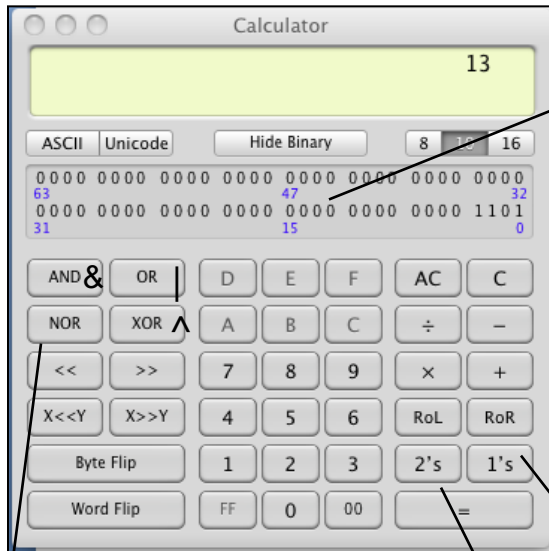 Calculator
13
ASCII Unicode Hide Binary 8 10 16
0000 0000 0000 0000 0000 0000 0000 0000
63 47 32
0000 0000 0000 0000 0000 0000 0000 1101
31 15 0
AND & OR | D E F AC C
NOR XOR ^ A B C ÷ −
<< >> 7 8 9 × +
X<<Y X>>Y 4 5 6 RoL RoR
Byte Flip 1 2 3 2's 1's
Word Flip FF 0 00 =